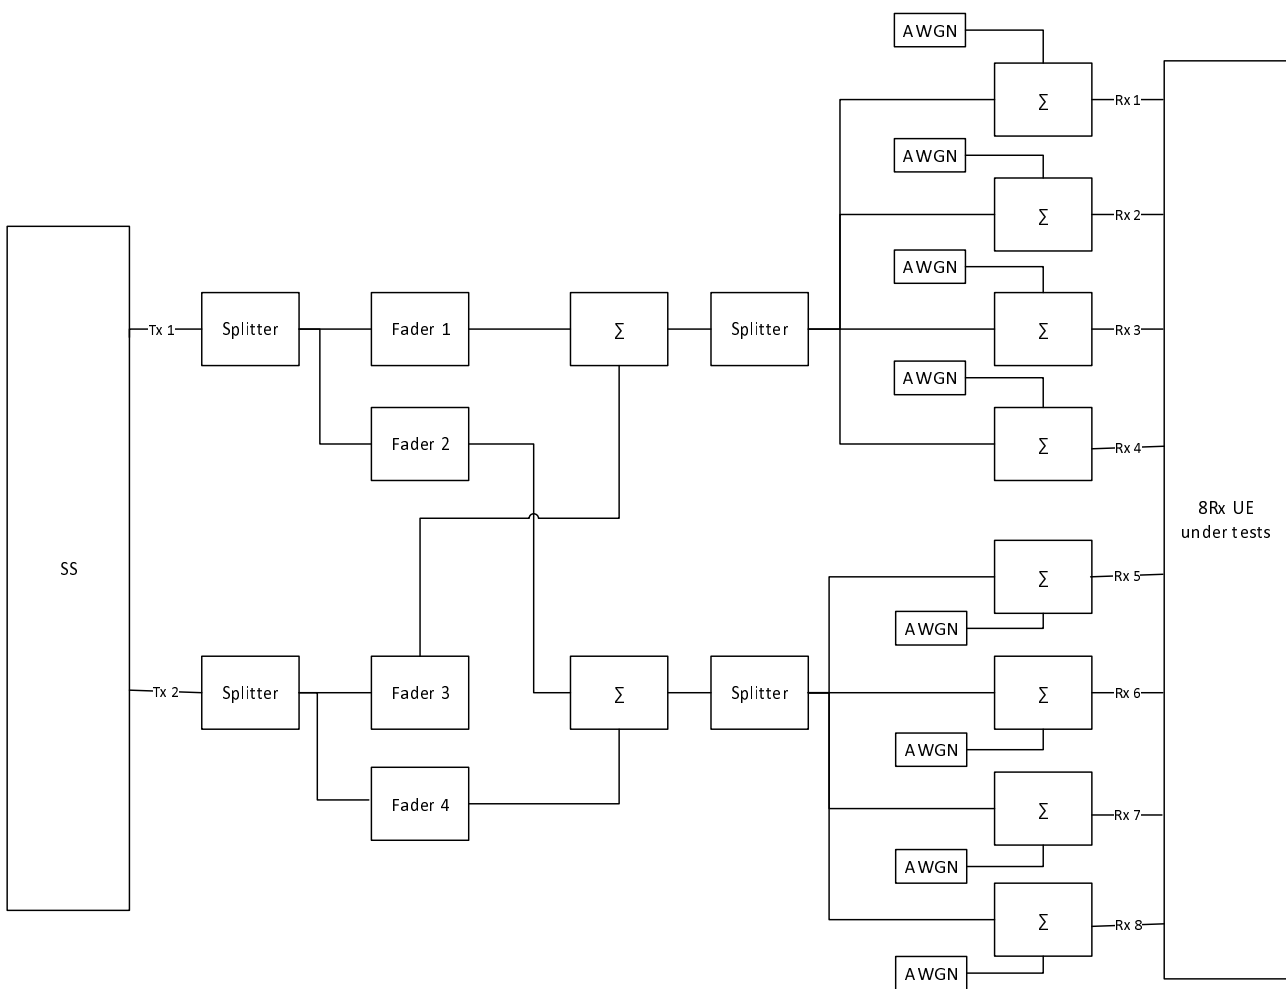 AWGN
Σ
Rx 1
AWGN
Σ
Rx 2
AWGN
Σ
Rx 3
AWGN
Σ
Rx 4
Tx 1
Splitter
Fader 1
Σ
Splitter
Fader 2
SS
8Rx UE
under tests
Σ
Rx 5
AWGN
Tx 2
Splitter
Fader 3
Σ
Splitter
Σ
Rx 6
AWGN
Fader 4
Σ
Rx 7
AWGN
Σ
Rx 8
AWGN